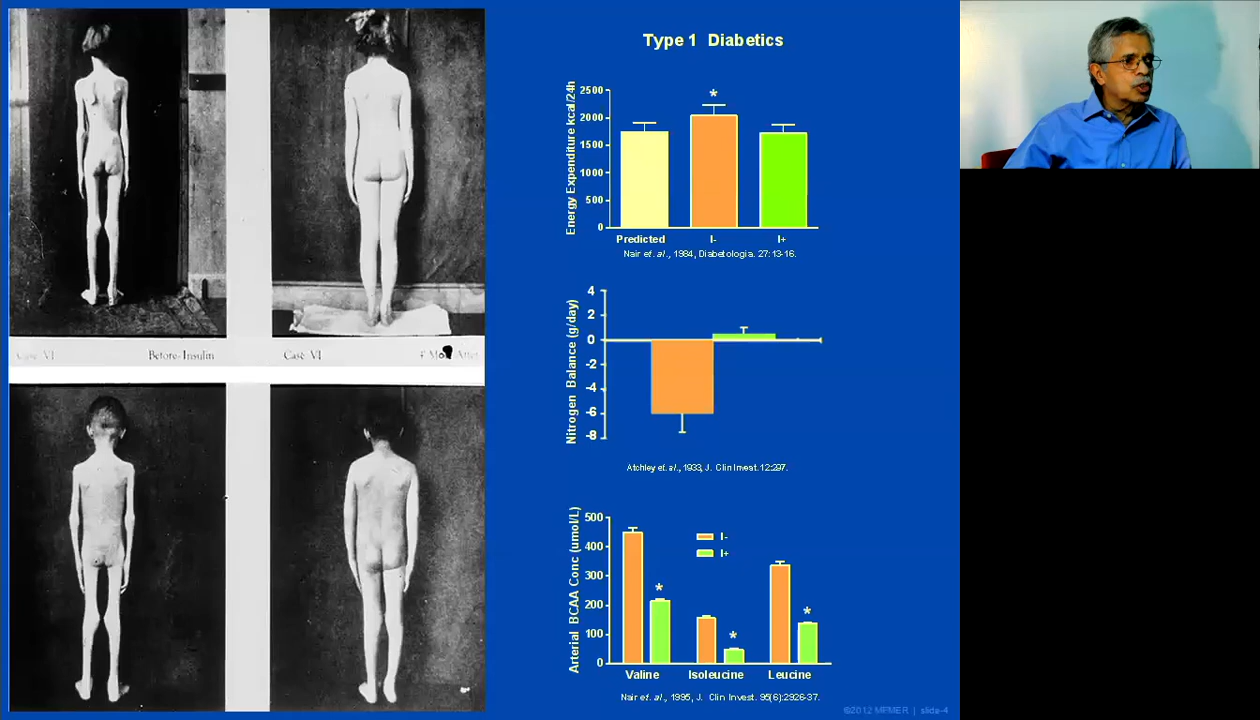 Case VI
Before-Insulin
Case VI
After
Type 1 Diabetics
Energy Expenditure kcal/24h
2500
2000
1500
1000
500
0
*
Predicted
I-
I+
Nair et. al., 1984, Diabetologia. 27:13-16.
Nitrogen Balance (g/day)
4
2
0
-2
-4
-6
-8
Atchley et. al., 1933, J. Clin Invest. 12:297.
Arterial BCAA Conc (umol/L)
500
400
300
200
100
0
I-
I+
*
*
*
Valine
Isoleucine
Leucine
Nair et. al., 1995, J. Clin Invest. 95(6):2926-37.
©2012 MFMER | slide-4